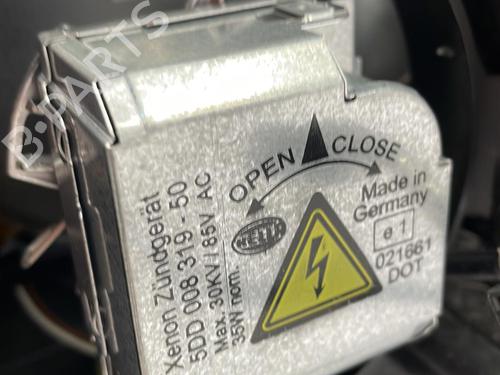 Xenon Zündgerät
5DD 008 319 - 50
Max. 30KV / 85V AC
35W nom.
HELLA
OPEN CLOSE
Made in
Germany
e 1
021661
DOT
B-PARTS